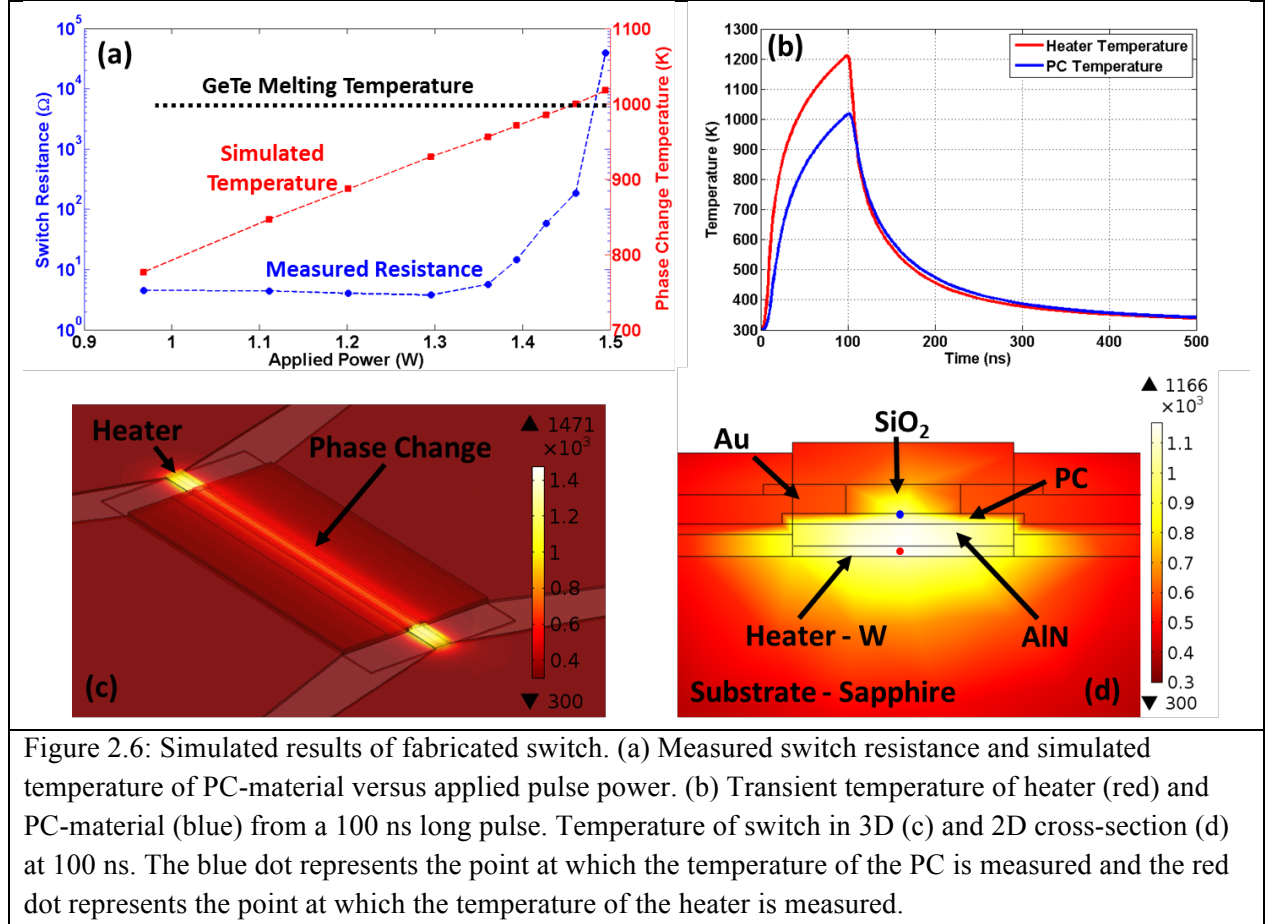 (a)
10^5
10^4
10^3
10^2
10^1
10^0
Switch Resitance (Ω)
GeTe Melting Temperature
Simulated
Temperature
Measured Resistance
1100
1000
900
800
700
Phase Change Temperature (K)
0.9 1 1.1 1.2 1.3 1.4 1.5
Applied Power (W)
(b)
Heater Temperature
PC Temperature
1300
1200
1100
1000
900
800
700
600
500
400
300
Temperature (K)
0 100 200 300 400 500
Time (ns)
Heater
Phase Change
▲ 1471
×10^3
1.4
1.2
1
0.8
0.6
0.4
▼ 300
(c)
Au
SiO₂
PC
Heater - W
AlN
Substrate - Sapphire
▲ 1166
×10^3
1.1
1
0.9
0.8
0.7
0.6
0.5
0.4
0.3
▼ 300
(d)
Figure 2.6: Simulated results of fabricated switch. (a) Measured switch resistance and simulated
temperature of PC-material versus applied pulse power. (b) Transient temperature of heater (red) and
PC-material (blue) from a 100 ns long pulse. Temperature of switch in 3D (c) and 2D cross-section (d)
at 100 ns. The blue dot represents the point at which the temperature of the PC is measured and the red
dot represents the point at which the temperature of the heater is measured.